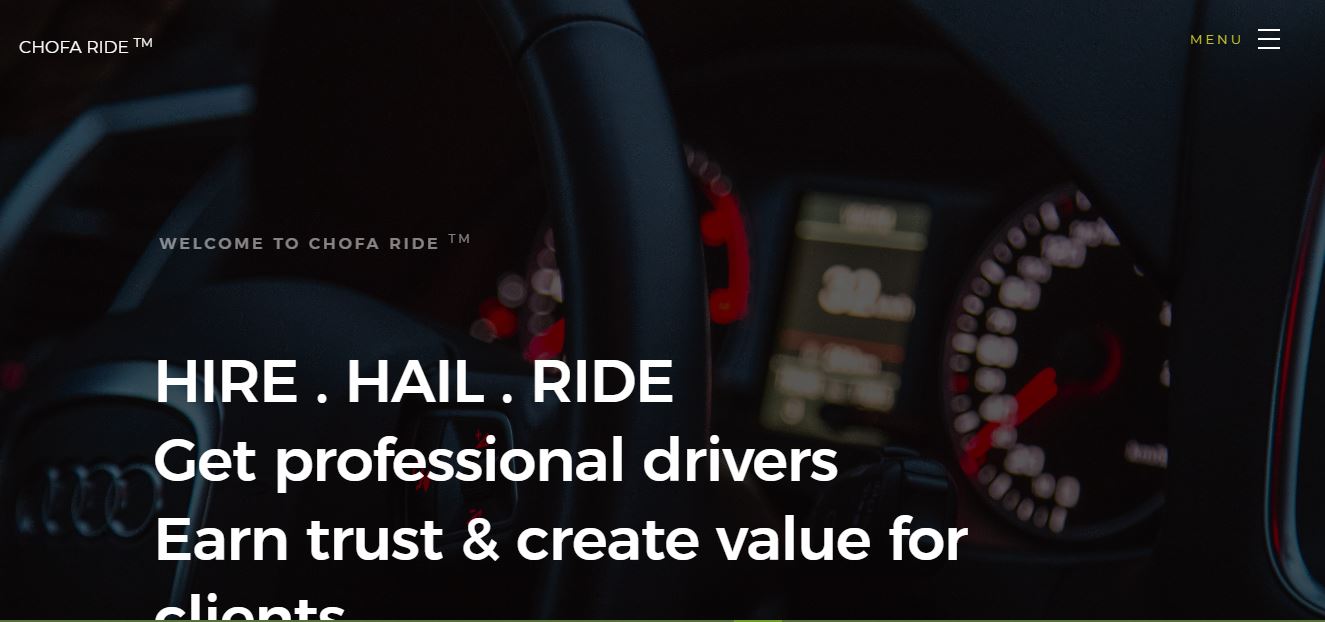 CHOFA RIDE TM
MENU
WELCOME TO CHOFA RIDE TM
HIRE . HAIL . RIDE
Get professional drivers
Earn trust & create value for
clients